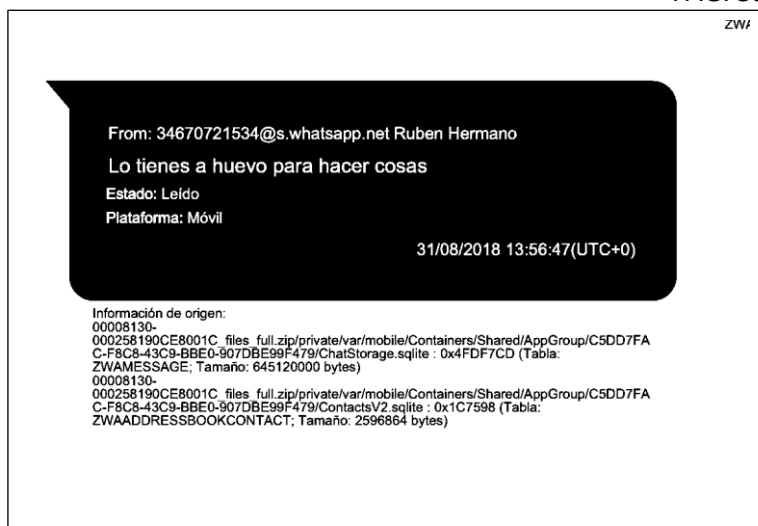 ZWA
From: 34670721534@s.whatsapp.net Ruben Hermano
Lo tienes a huevo para hacer cosas
Estado: Leído
Plataforma: Móvil
31/08/2018 13:56:47(UTC+0)
Información de origen:
00008130-
000258190CE8001C_files_full.zip/private/var/mobile/Containers/Shared/AppGroup/C5DD7FA
C-F8C8-43C9-BBE0-907DBE99F479/ChatStorage.sqlite : 0x4FDF7CD (Tabla:
ZWAMESSAGE; Tamaño: 645120000 bytes)
00008130-
000258190CE8001C_files_full.zip/private/var/mobile/Containers/Shared/AppGroup/C5DD7FA
C-F8C8-43C9-BBE0-907DBE99F479/ContactsV2.sqlite : 0x1C7598 (Tabla:
ZWAADDRESSBOOKCONTACT; Tamaño: 2596864 bytes)